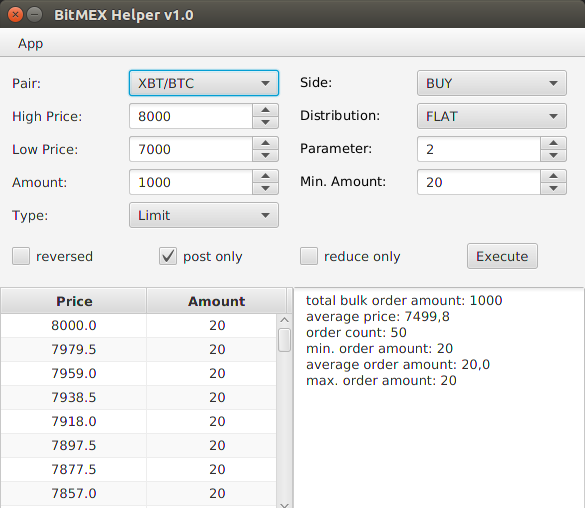 BitMEX Helper v1.0
App
Pair: XBT/BTC Side: BUY
High Price: 8000 Distribution: FLAT
Low Price: 7000 Parameter: 2
Amount: 1000 Min. Amount: 20
Type: Limit
reversed post only reduce only Execute
Price Amount
8000.0 20
7979.5 20
7959.0 20
7938.5 20
7918.0 20
7897.5 20
7877.5 20
7857.0 20
total bulk order amount: 1000
average price: 7499,8
order count: 50
min. order amount: 20
average order amount: 20,0
max. order amount: 20